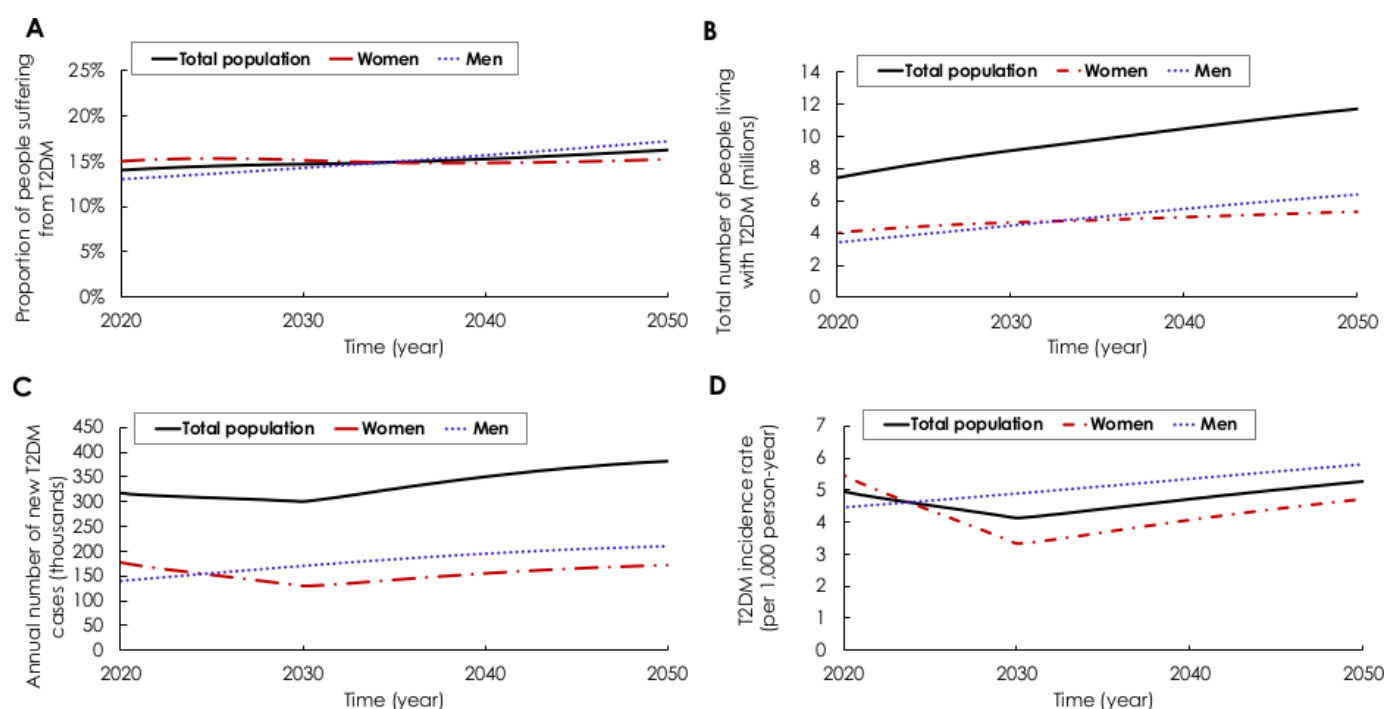 A
Total population Women Men
Proportion of people suffering
from T2DM
25%
20%
15%
10%
5%
0%
2020 2030 2040 2050
Time (year)
B
Total population Women Men
Total number of people living
with T2DM (millions)
14
12
10
8
6
4
2
0
2020 2030 2040 2050
Time (year)
C
Total population Women Men
Annual number of new T2DM
cases (thousands)
450
400
350
300
250
200
150
100
50
0
2020 2030 2040 2050
Time (year)
D
Total population Women Men
T2DM incidence rate
(per 1,000 person-year)
7
6
5
4
3
2
1
0
2020 2030 2040 2050
Time (year)